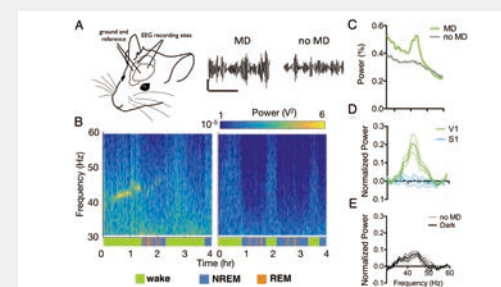 A
ground and
reference
EEG recording sites
MD
no MD
B
Power (V²)
10⁻⁵
1
6
Frequency (Hz)
60
50
40
30
0 1 2 3 4
0 1 2 3 4
Time (hr)
wake
NREM
REM
C
MD
no MD
Power (%)
0.6
0.4
0.2
0.0
D
V1
S1
Normalized Power
0.3
0.2
0.1
0.0
-0.1
E
no MD
Dark
Normalized Power
0.3
0.2
0.1
0.0
-0.1
40 50 60
Frequency (Hz)